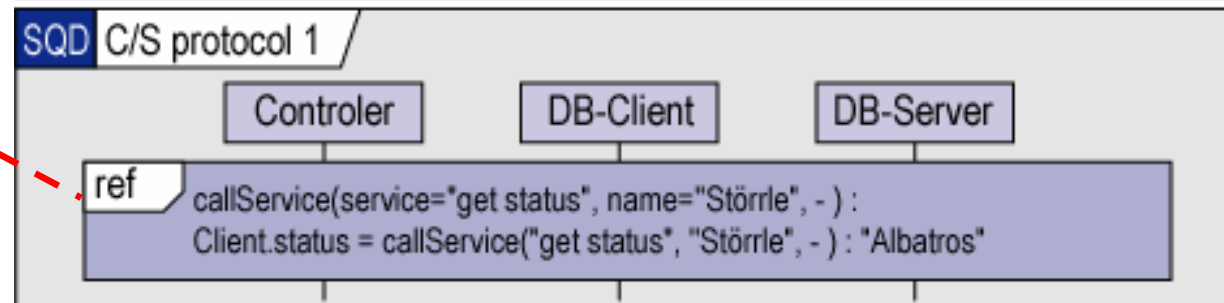 SQD C/S protocol 1
Controler DB-Client DB-Server
ref
callService(service="get status", name="Störrle", - ) :
Client.status = callService("get status", "Störrle", - ) : "Albatros"